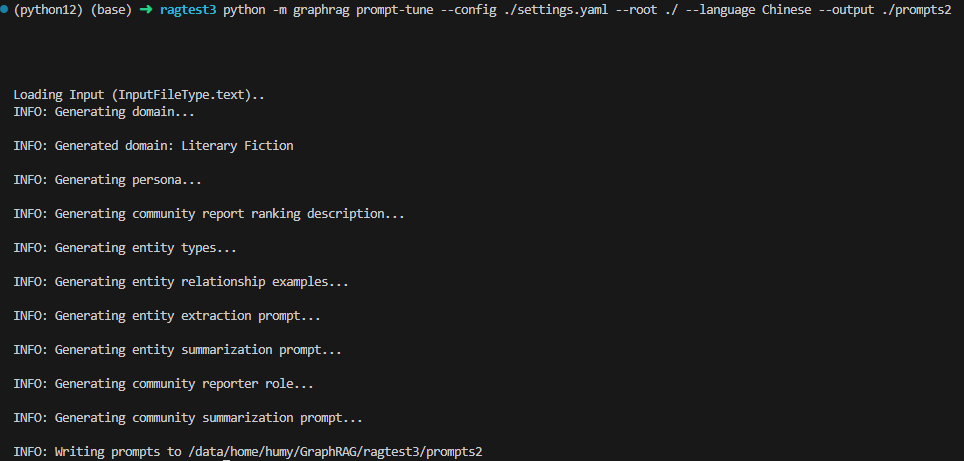 (python12) (base) ➜ ragtest3 python -m graphrag prompt-tune --config ./settings.yaml --root ./ --language Chinese --output ./prompts2
Loading Input (InputFileType.text)..
INFO: Generating domain...
INFO: Generated domain: Literary Fiction
INFO: Generating persona...
INFO: Generating community report ranking description...
INFO: Generating entity types...
INFO: Generating entity relationship examples...
INFO: Generating entity extraction prompt...
INFO: Generating entity summarization prompt...
INFO: Generating community reporter role...
INFO: Generating community summarization prompt...
INFO: Writing prompts to /data/home/humy/GraphRAG/ragtest3/prompts2